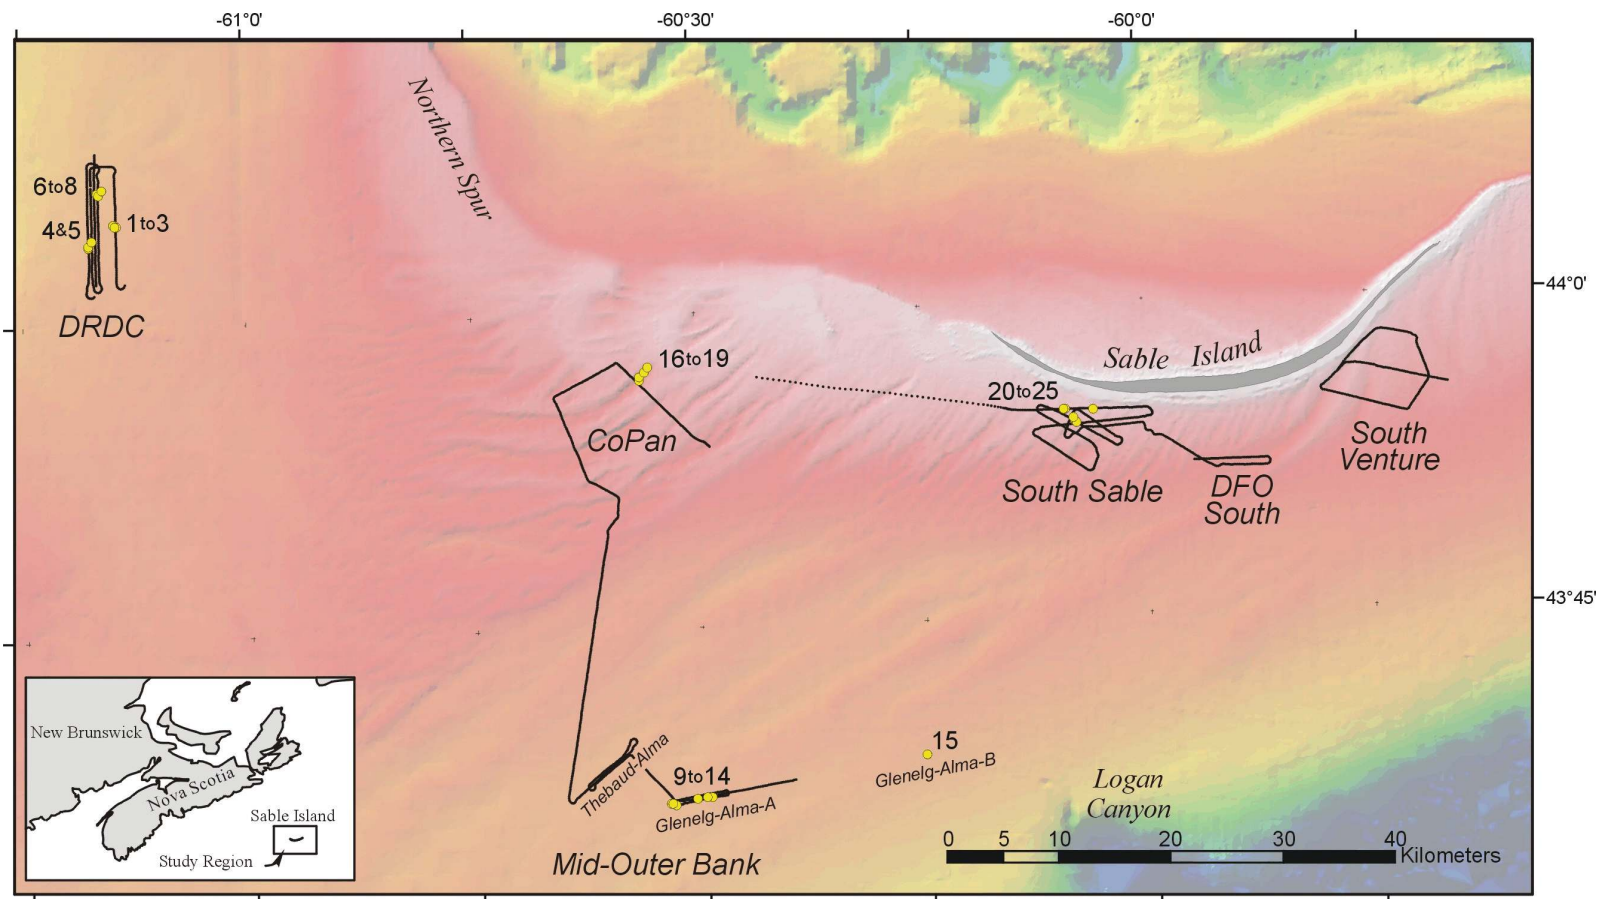 -61°0'
-60°30'
-60°0'
Northern Spur
6to8
4&5
1to3
DRDC
44°0'
16to19
CoPan
Sable Island
20to25
South Sable
DFO
South
South
Venture
43°45'
Thebaud-Alma
9to14
Glenelg-Alma-A
15
Glenelg-Alma-B
Mid-Outer Bank
Logan
Canyon
0 5 10 20 30 40
Kilometers
New Brunswick
Nova Scotia
Sable Island
Study Region